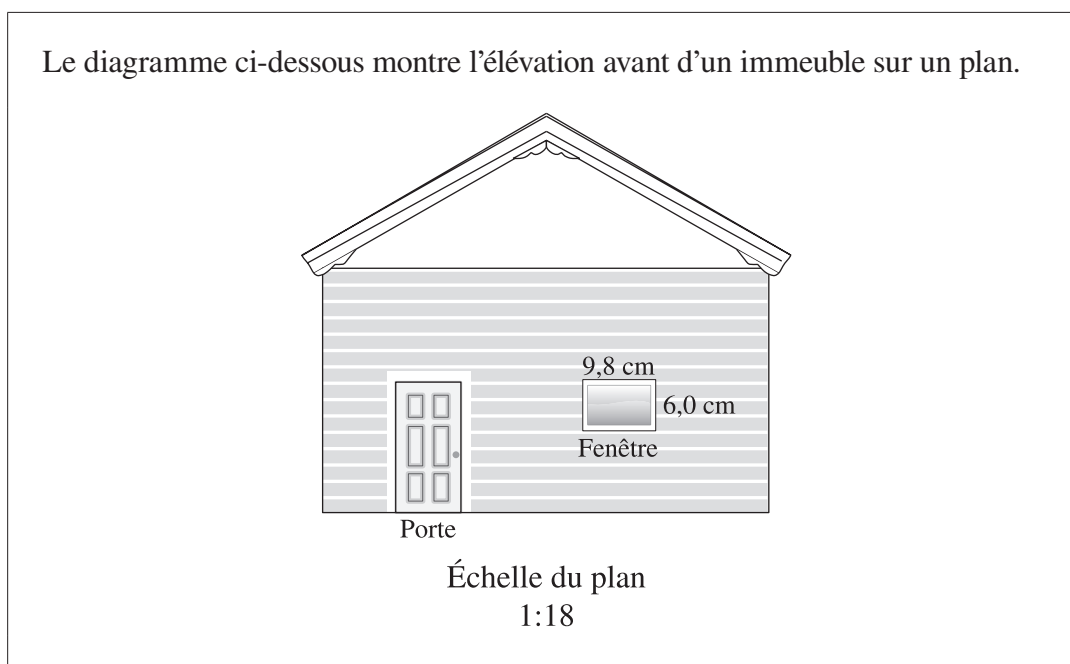 Le diagramme ci-dessous montre l'élévation avant d'un immeuble sur un plan.
9,8 cm
6,0 cm
Fenêtre
Porte
Échelle du plan
1:18